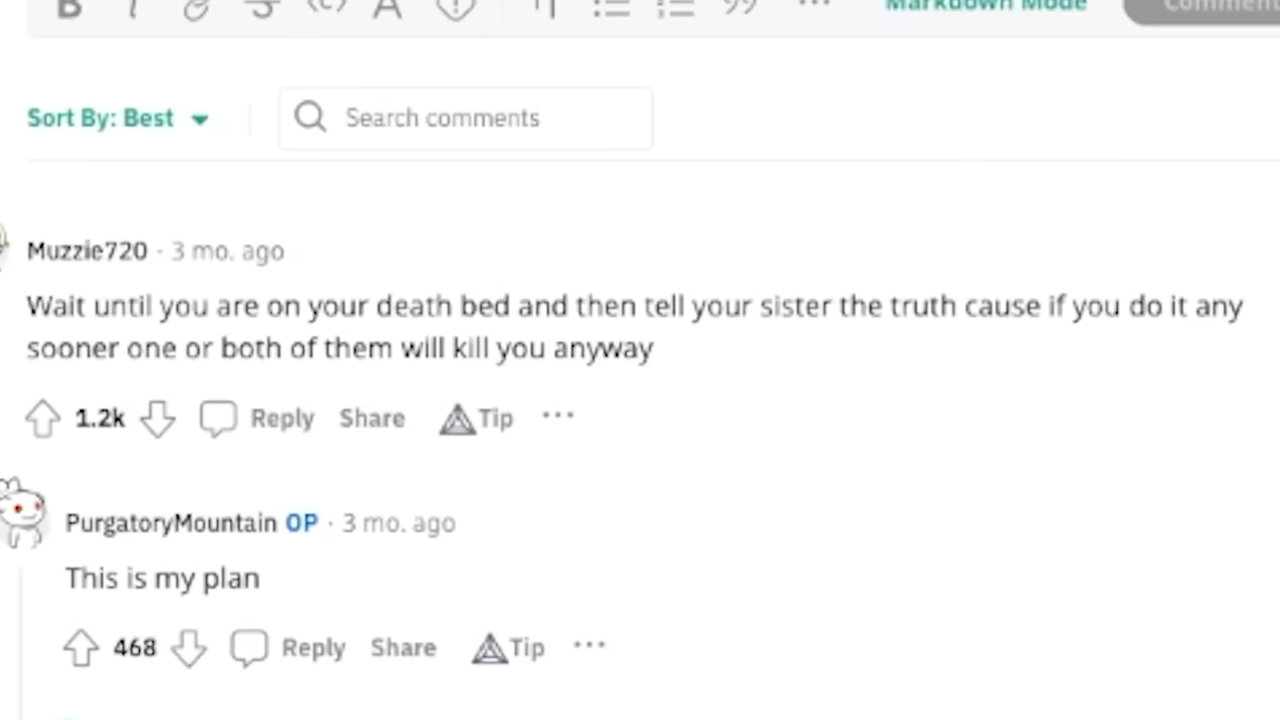 B
Markdown Mode Comment
Sort By: Best Search comments
Muzzie720 · 3 mo. ago
Wait until you are on your death bed and then tell your sister the truth cause if you do it any
sooner one or both of them will kill you anyway
1.2k Reply Share Tip ···
PurgatoryMountain OP · 3 mo. ago
This is my plan
468 Reply Share Tip ···